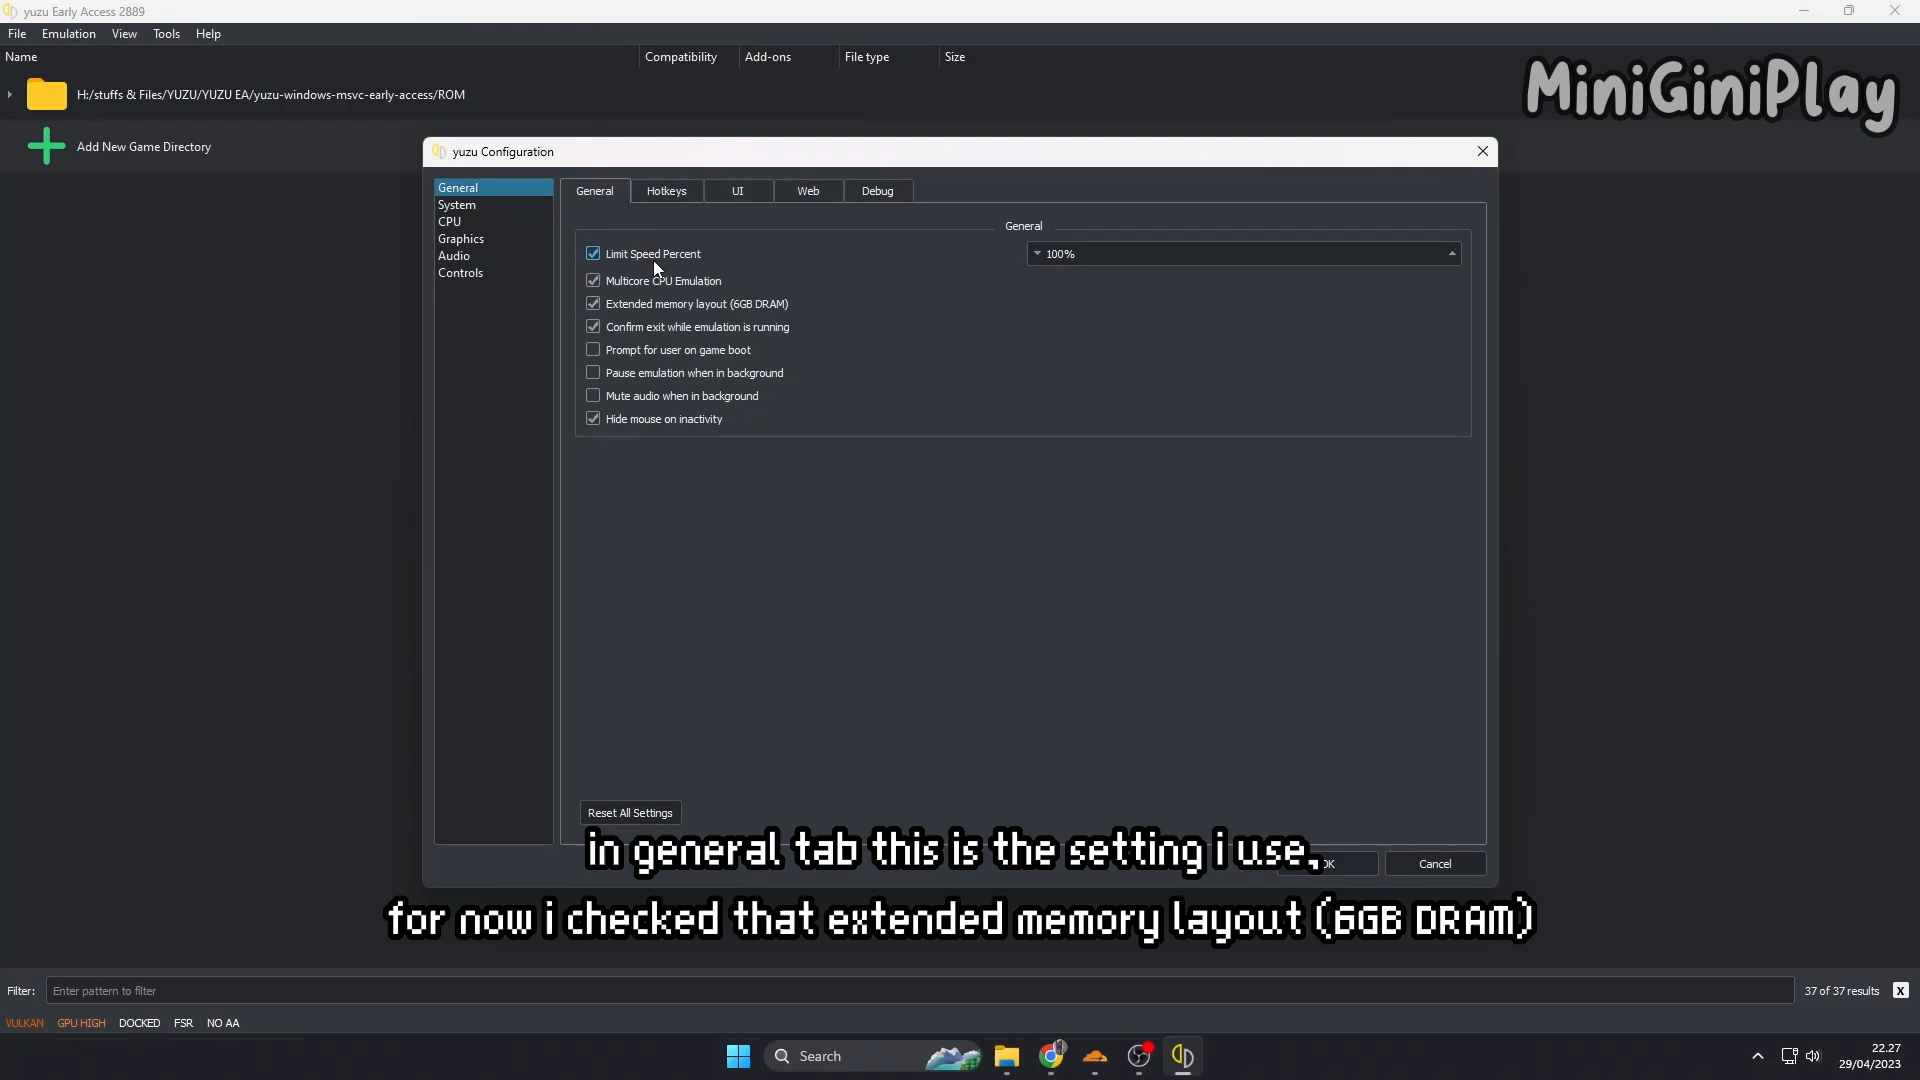 yuzu Early Access 2889
File Emulation View Tools Help
Name Compatibility Add-ons File type Size
H:/stuffs & Files/YUZU/YUZU EA/yuzu-windows-msvc-early-access/ROM
MiniGiniPlay
Add New Game Directory
yuzu Configuration
General
System
CPU
Graphics
Audio
Controls
General Hotkeys UI Web Debug
General
Limit Speed Percent 100%
Multicore CPU Emulation
Extended memory layout (6GB DRAM)
Confirm exit while emulation is running
Prompt for user on game boot
Pause emulation when in background
Mute audio when in background
Hide mouse on inactivity
Reset All Settings
OK Cancel
in general tab this is the setting i use,
for now i checked that extended memory layout (6GB DRAM)
Filter: Enter pattern to filter 37 of 37 results X
VULKAN GPU HIGH DOCKED FSR NO AA
Search
22.27
29/04/2023